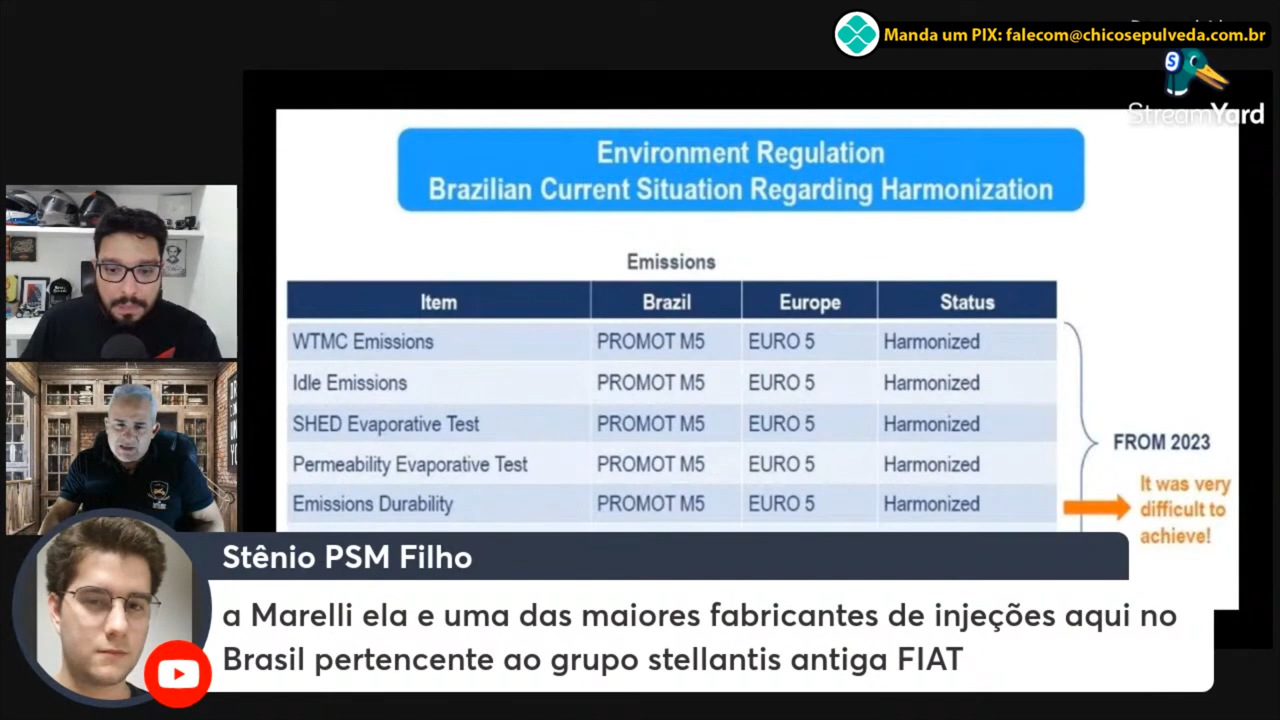 Manda um PIX: falecom@chicosepulveda.com.br
S
StreamYard
Environment Regulation
Brazilian Current Situation Regarding Harmonization
Emissions
Item Brazil Europe Status
WTMC Emissions PROMOT M5 EURO 5 Harmonized
Idle Emissions PROMOT M5 EURO 5 Harmonized
SHED Evaporative Test PROMOT M5 EURO 5 Harmonized
Permeability Evaporative Test PROMOT M5 EURO 5 Harmonized
Emissions Durability PROMOT M5 EURO 5 Harmonized
FROM 2023
It was very
difficult to
achieve!
Stênio PSM Filho
a Marelli ela e uma das maiores fabricantes de injeções aqui no
Brasil pertencente ao grupo stellantis antiga FIAT